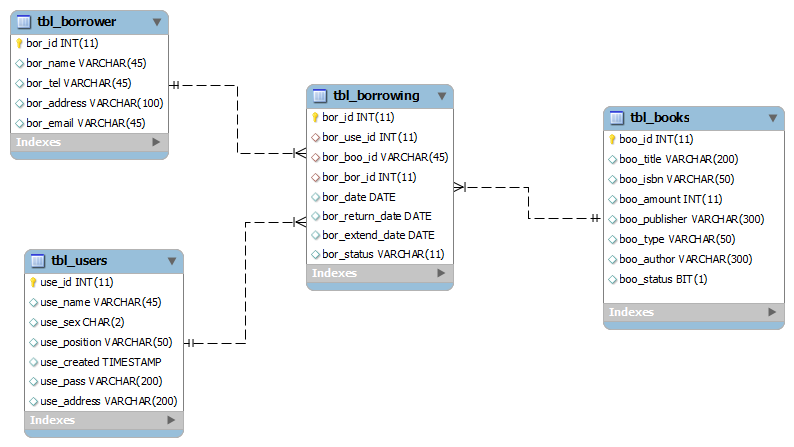 tbl_borrower
bor_id INT(11)
bor_name VARCHAR(45)
bor_tel VARCHAR(45)
bor_address VARCHAR(100)
bor_email VARCHAR(45)
Indexes
tbl_borrowing
bor_id INT(11)
bor_use_id INT(11)
bor_boo_id VARCHAR(45)
bor_bor_id INT(11)
bor_date DATE
bor_return_date DATE
bor_extend_date DATE
bor_status VARCHAR(11)
Indexes
tbl_books
boo_id INT(11)
boo_title VARCHAR(200)
boo_isbn VARCHAR(50)
boo_amount INT(11)
boo_publisher VARCHAR(300)
boo_type VARCHAR(50)
boo_author VARCHAR(300)
boo_status BIT(1)
Indexes
tbl_users
use_id INT(11)
use_name VARCHAR(45)
use_sex CHAR(2)
use_position VARCHAR(50)
use_created TIMESTAMP
use_pass VARCHAR(200)
use_address VARCHAR(200)
Indexes